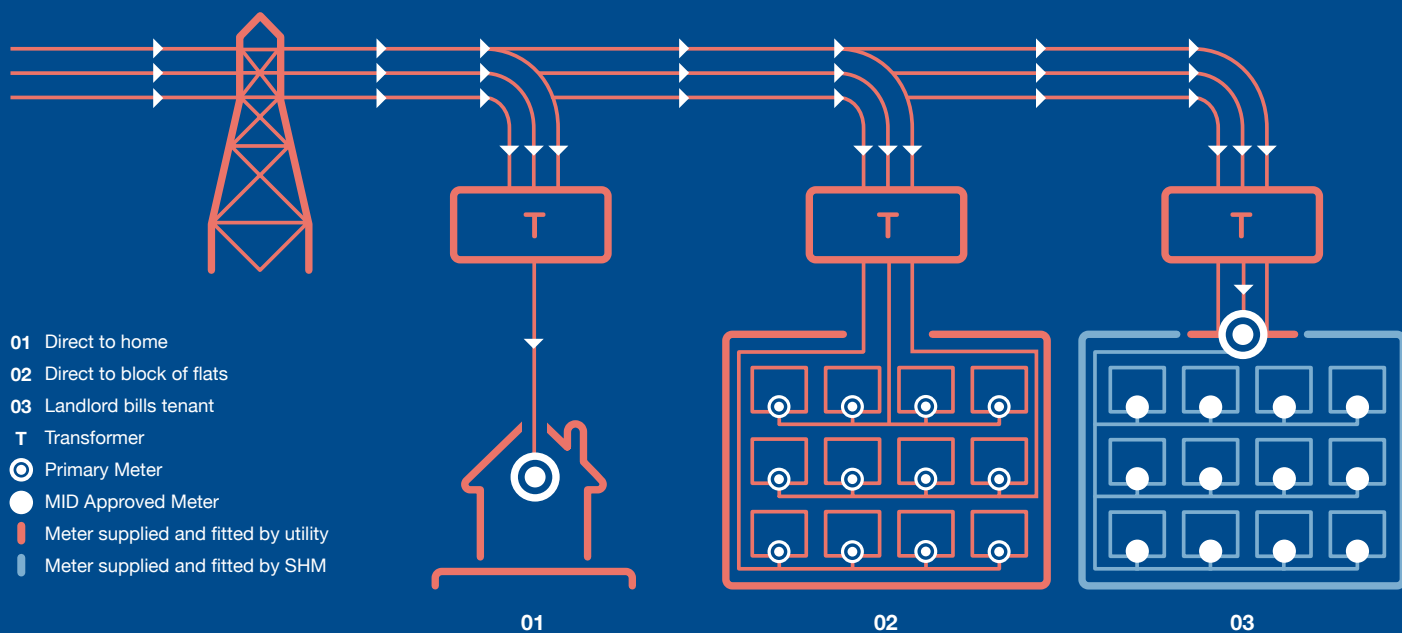 T
T
T
01 Direct to home
02 Direct to block of flats
03 Landlord bills tenant
T Transformer
Primary Meter
MID Approved Meter
Meter supplied and fitted by utility
Meter supplied and fitted by SHM
01
02
03